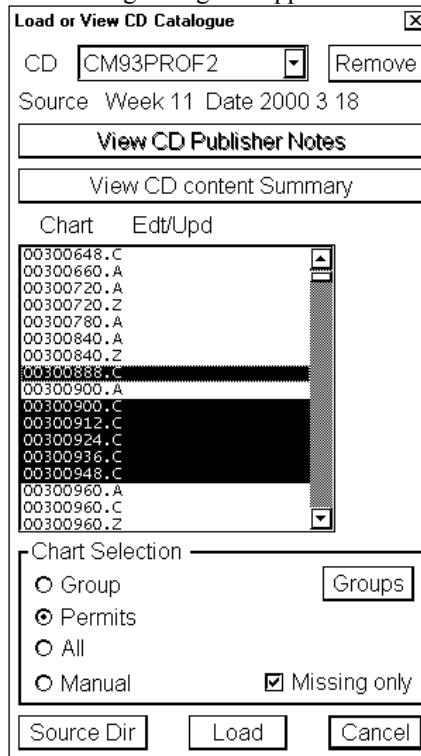 Load or View CD Catalogue
CD CM93PROF2 Remove
Source Week 11 Date 2000 3 18
View CD Publisher Notes
View CD content Summary
Chart Edt/Upd
00300648.C
00300660.A
00300720.A
00300720.Z
00300780.A
00300840.A
00300840.Z
00300888.C
00300900.A
00300900.C
00300912.C
00300924.C
00300936.C
00300948.C
00300960.A
00300960.C
00300960.Z
Chart Selection
Group Groups
Permits
All
Manual Missing only
Source Dir Load Cancel